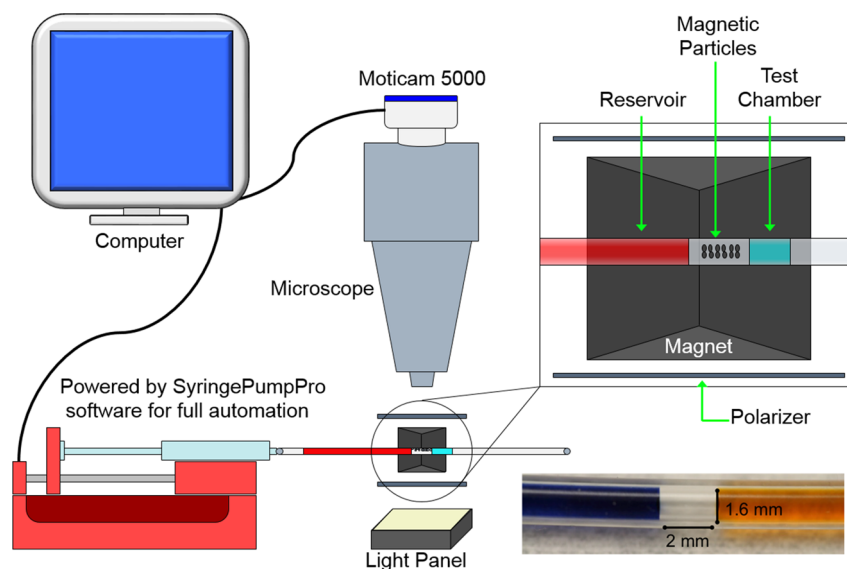 Moticam 5000
Computer
Microscope
Powered by SyringePumpPro
software for full automation
Light Panel
Magnetic
Particles
Reservoir
Test
Chamber
Magnet
Polarizer
1.6 mm
2 mm